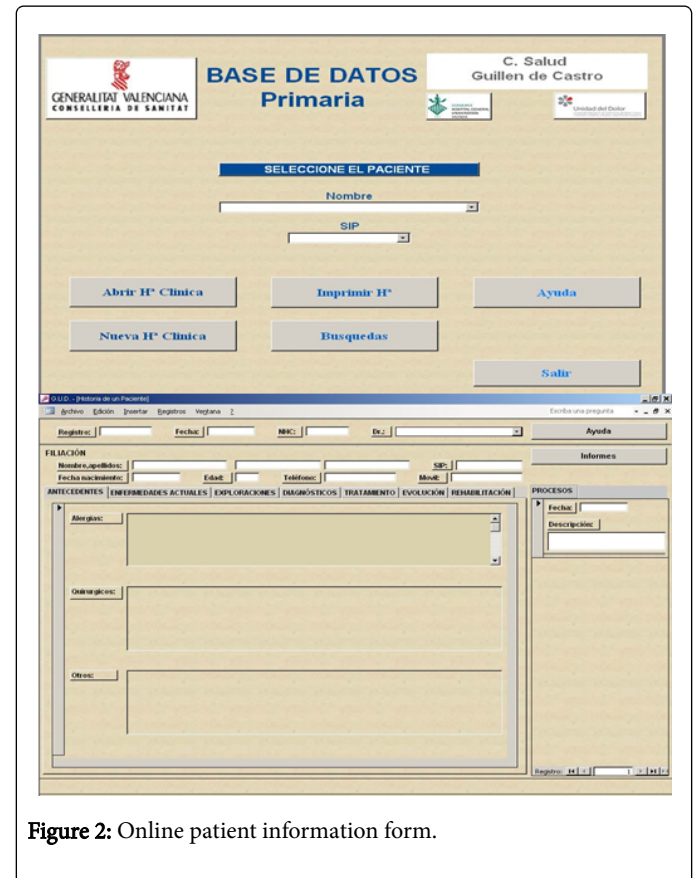 GENERALITAT VALENCIANA
CONSELLERIA DE SANITAT
BASE DE DATOS
Primaria
C. Salud
Guillen de Castro
Unidad del Dolor
SELECCIONE EL PACIENTE
Nombre
SIP
Abrir Hª Clinica
Imprimir Hª
Ayuda
Nueva Hª Clinica
Busquedas
Salir
G.U.D. - [Historia de un Paciente]
Archivo Edición Insertar Registros Ventana ?
Escriba una pregunta
Registro: Fecha: NHC: Dr.: Ayuda
FILIACIÓN
Informes
Nombre,apellidos: SIP:
Fecha nacimiento: Edad: Teléfono: Movil:
ANTECEDENTES ENFERMEDADES ACTUALES EXPLORACIONES DIAGNÓSTICOS TRATAMIENTO EVOLUCIÓN REHABILITACIÓN
PROCESOS
Fecha:
Descripción:
Alergias:
Quirurgicos:
Otros:
Registro: 1
Figure 2: Online patient information form.